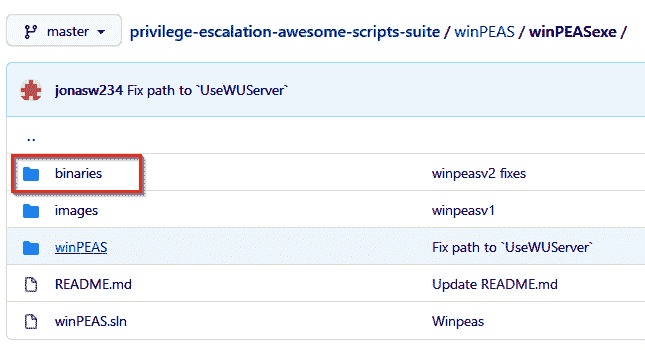 master privilege-escalation-awesome-scripts-suite / winPEAS / winPEASexe /
jonasw234 Fix path to `UseWUServer`
..
binaries winpeasv2 fixes
images winpeasv1
winPEAS Fix path to `UseWUServer`
README.md Update README.md
winPEAS.sln Winpeas